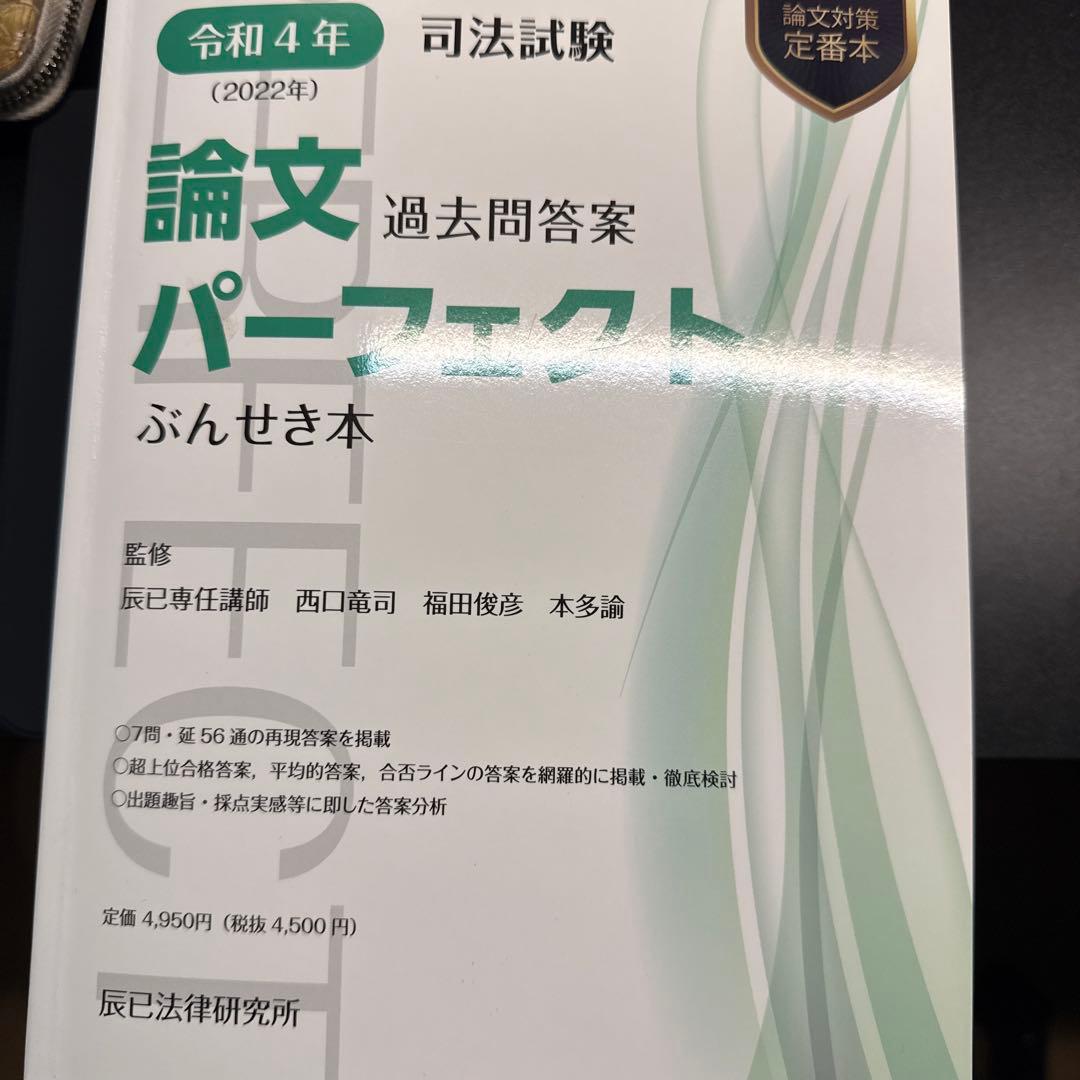 令和4年
司法試験
(2022年)
論文対策
定番本
論文 過去問答案
パーフェクト
ぶんせき本
監修
辰已専任講師 西口竜司 福田俊彦 本多諭
○7問・延56通の再現答案を掲載
○超上位合格答案，平均的答案，合否ラインの答案を網羅的に掲載・徹底検討
○出題趣旨・採点実感等に即した答案分析
定価 4,950円（税抜 4,500円）
辰已法律研究所
PERFECT